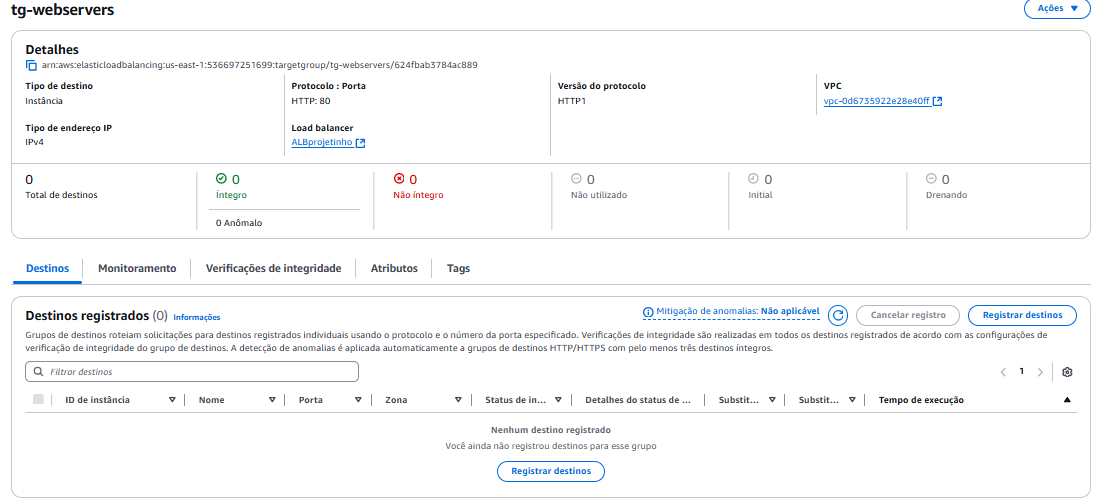 tg-webservers
Ações
Detalhes
arn:aws:elasticloadbalancing:us-east-1:536697251699:targetgroup/tg-webservers/624fbab3784ac889
Tipo de destino
Instância
Protocolo : Porta
HTTP: 80
Versão do protocolo
HTTP1
VPC
vpc-0d6735922e28e40ff
Tipo de endereço IP
IPv4
Load balancer
ALBprojetinho
0
Total de destinos
0
Íntegro
0 Anômalo
0
Não íntegro
0
Não utilizado
0
Initial
0
Drenando
Destinos
Monitoramento
Verificações de integridade
Atributos
Tags
Destinos registrados (0) Informações
Mitigação de anomalias: Não aplicável
Cancelar registro
Registrar destinos
Grupos de destinos roteiam solicitações para destinos registrados individuais usando o protocolo e o número da porta especificado. Verificações de integridade são realizadas em todos os destinos registrados de acordo com as configurações de
verificação de integridade do grupo de destinos. A detecção de anomalias é aplicada automaticamente a grupos de destinos HTTP/HTTPS com pelo menos três destinos íntegros.
Filtrar destinos
1
ID de instância
Nome
Porta
Zona
Status de in...
Detalhes do status de ...
Substit...
Substit...
Tempo de execução
Nenhum destino registrado
Você ainda não registrou destinos para esse grupo
Registrar destinos